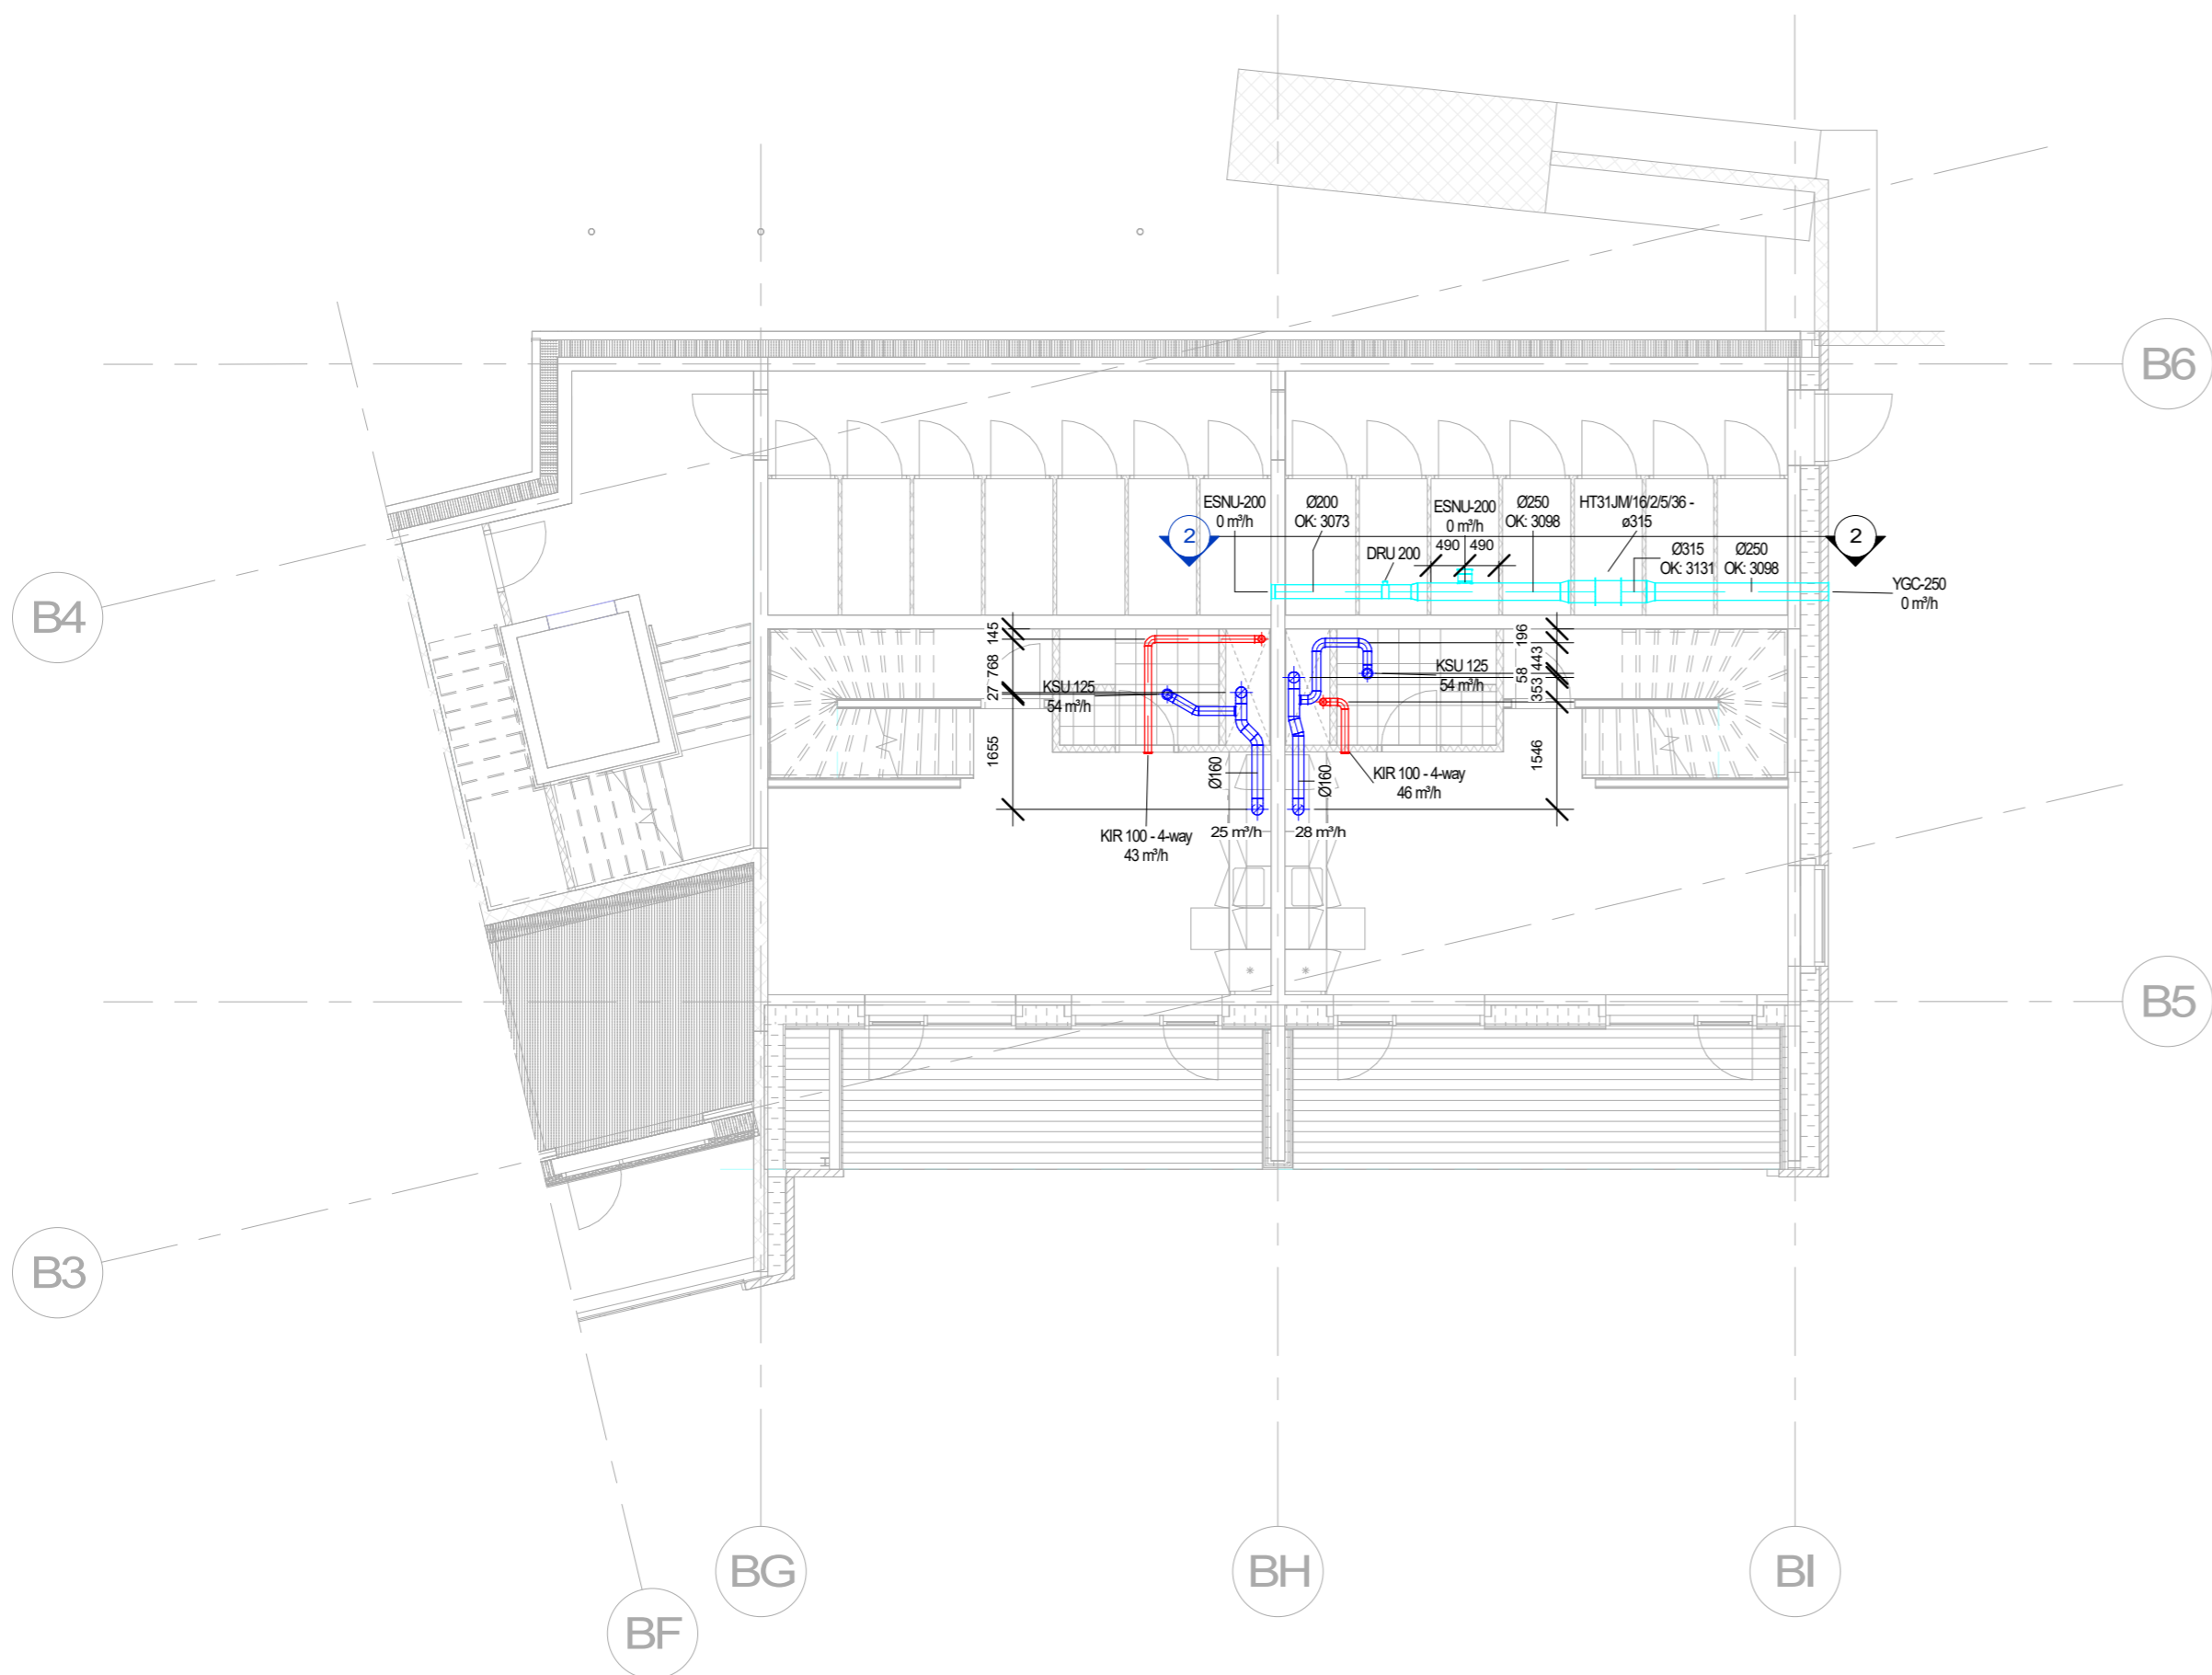 B6
ESNU-200
0 m³/h
Ø200
OK: 3073
ESNU-200
0 m³/h
490
490
Ø250
OK: 3098
HT31JM/16/2/5/36 -
ø315
2
DRU 200
Ø315
OK: 3131
Ø250
OK: 3098
2
YGC-250
0 m³/h
B4
145
768
27
1655
KSU 125
54 m³/h
KSU 125
54 m³/h
196
443
58
353
1546
Ø160
Ø160
KIR 100 - 4-way
46 m³/h
KIR 100 - 4-way
43 m³/h
25 m³/h
28 m³/h
B5
B3
BG
BH
BI
BF